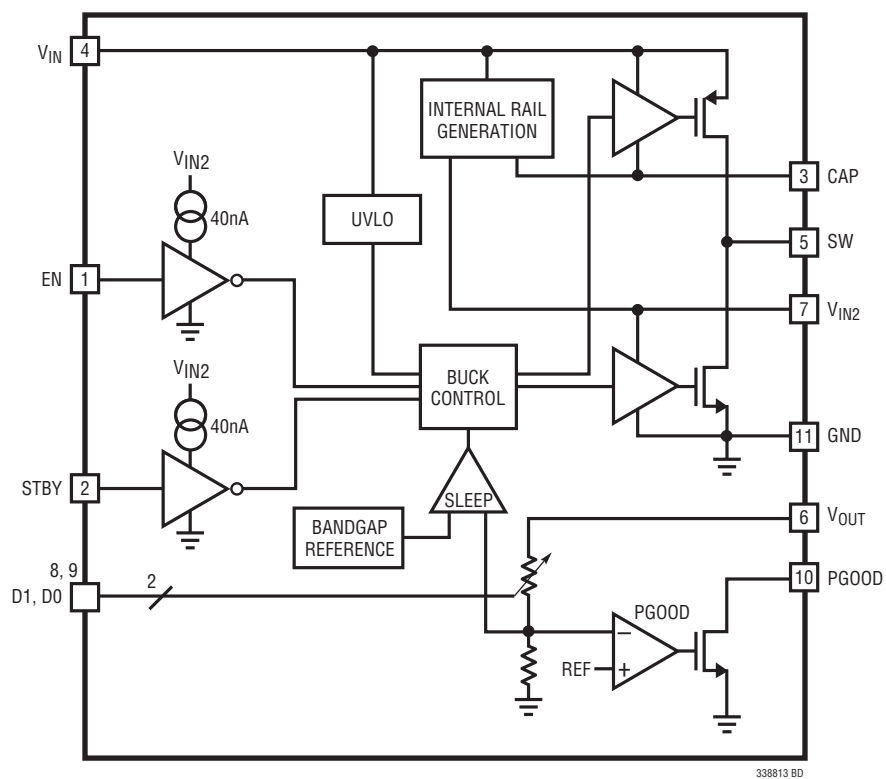 VIN 4
INTERNAL RAIL
GENERATION
3 CAP
VIN2
40nA
UVLO
5 SW
EN 1
7 VIN2
BUCK
CONTROL
VIN2
40nA
11 GND
STBY 2
SLEEP
6 VOUT
BANDGAP
REFERENCE
8, 9
D1, D0
2
10 PGOOD
PGOOD
–
REF
+
338813 BD